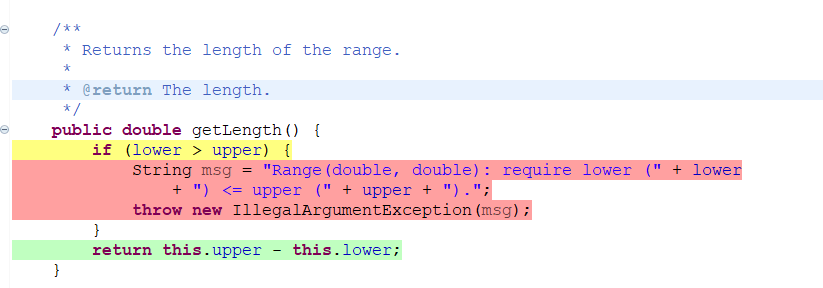 /**
 * Returns the length of the range.
 *
 * @return The length.
 */
public double getLength() {
    if (lower > upper) {
        String msg = "Range(double, double): require lower (" + lower
            + ") <= upper (" + upper + ").";
        throw new IllegalArgumentException(msg);
    }
    return this.upper - this.lower;
}